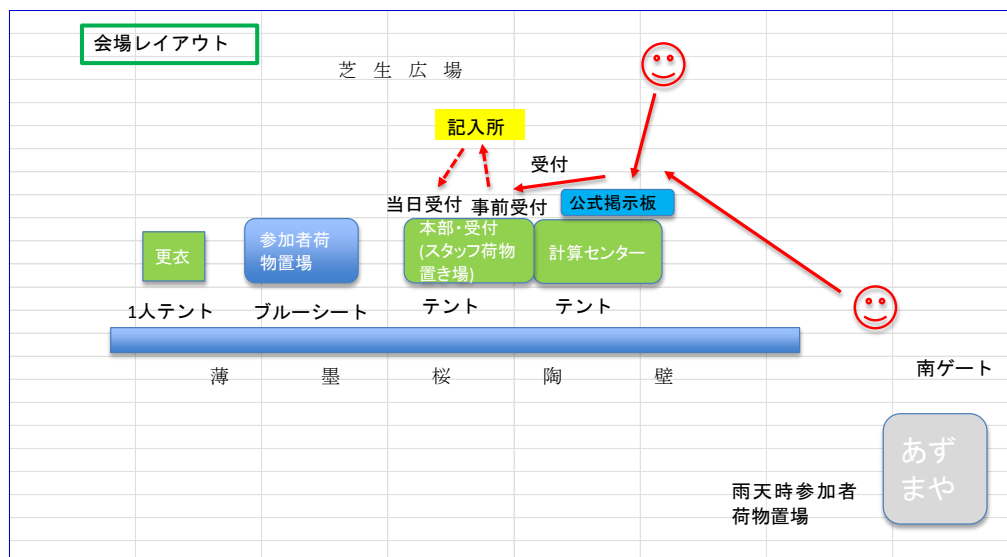 会場レイアウト
芝生広場
記入所
受付
当日受付
事前受付
公式掲示板
更衣
参加者荷
物置場
本部・受付
(スタッフ荷物
置き場)
計算センター
1人テント
ブルーシート
テント
テント
薄墨桜陶壁
南ゲート
あず
まや
雨天時参加者
荷物置場